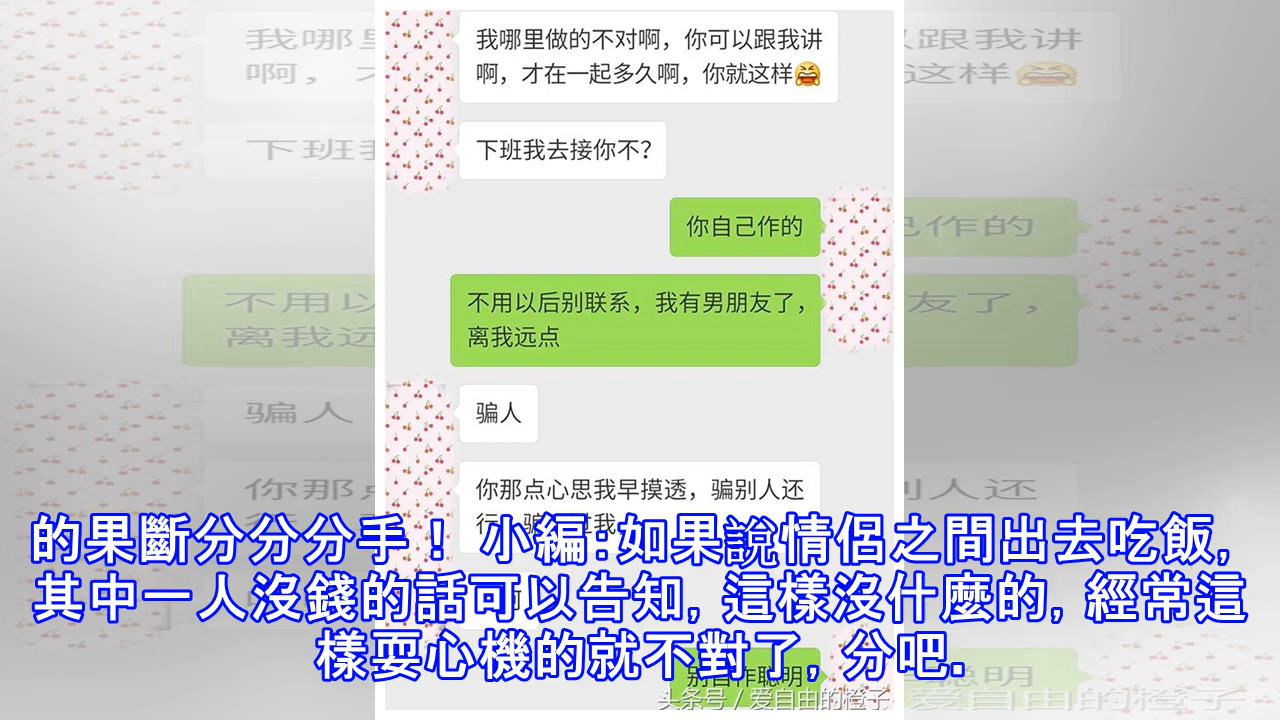 我哪里做的不对啊，你可以跟我讲
啊，才在一起多久啊，你就这样
下班我去接你不？
你自己作的
不用以后别联系，我有男朋友了，
离我远点
骗人
你那点心思我早摸透，骗别人还
行
的果斷分分分手！ 小編:如果說情侶之間出去吃飯,
其中一人沒錢的話可以告知, 這樣沒什麼的, 經常這
樣耍心機的就不對了, 分吧.
别自作聪明
头条号 / 爱自由的橙子